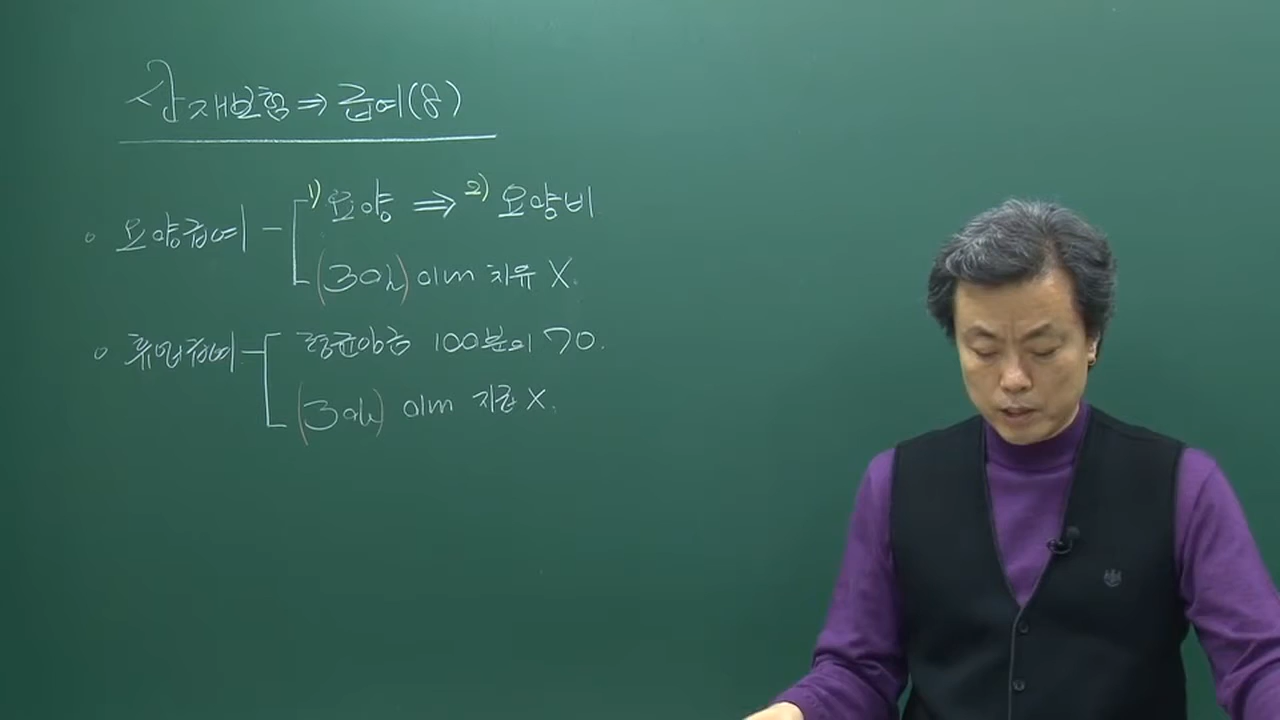 산재보험⇒급여(8)
○ 요양급여 1) 요양 ⇒ 2) 요양비
(3일) 이내 치유 X.
○ 휴업급여 평균임금 100분의 70.
(3일) 이내 지급 X.